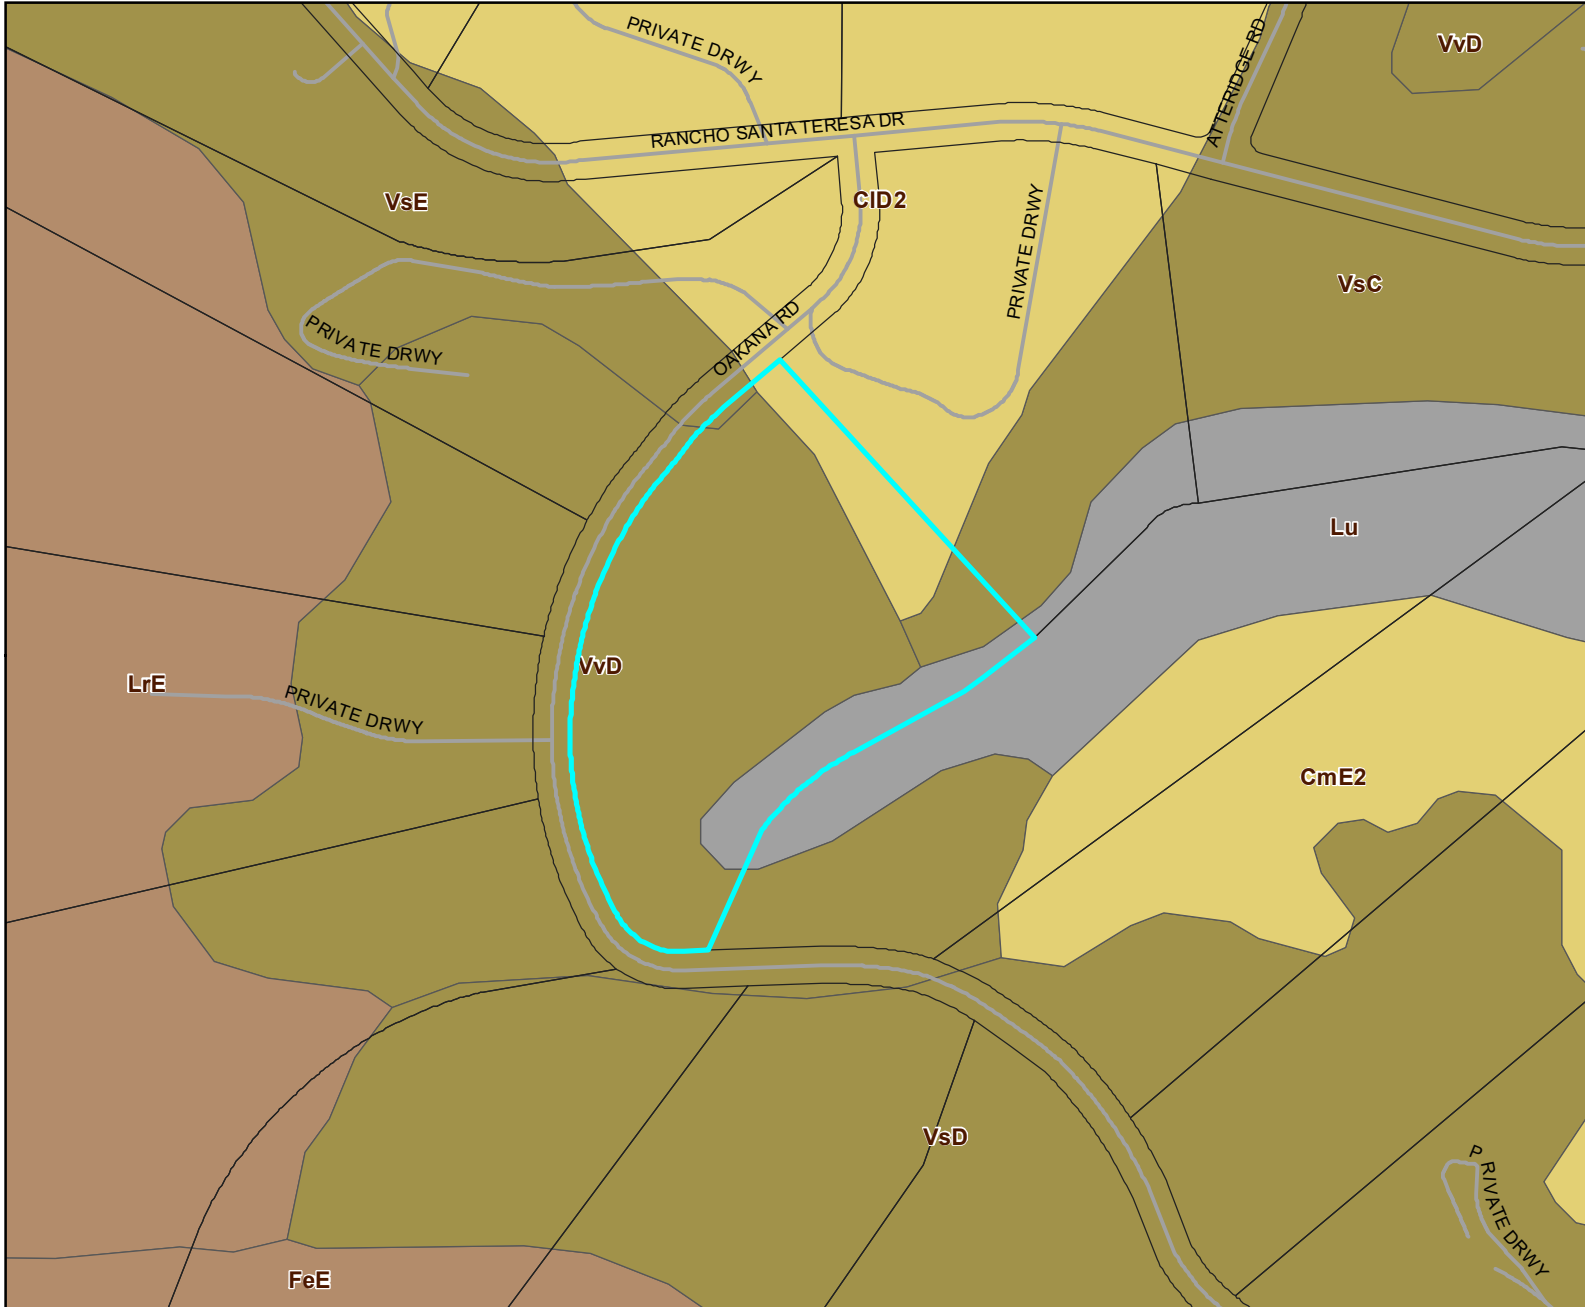 PRIVATE DRWY
VvD
ATTERIDGE RD
RANCHO SANTA TERESA DR
VsE
ClD2
PRIVATE DRWY
VsC
PRIVATE DRWY
OAKANA RD
Lu
VvD
LrE
PRIVATE DRWY
CmE2
VsD
PRIVATE DRWY
FeE